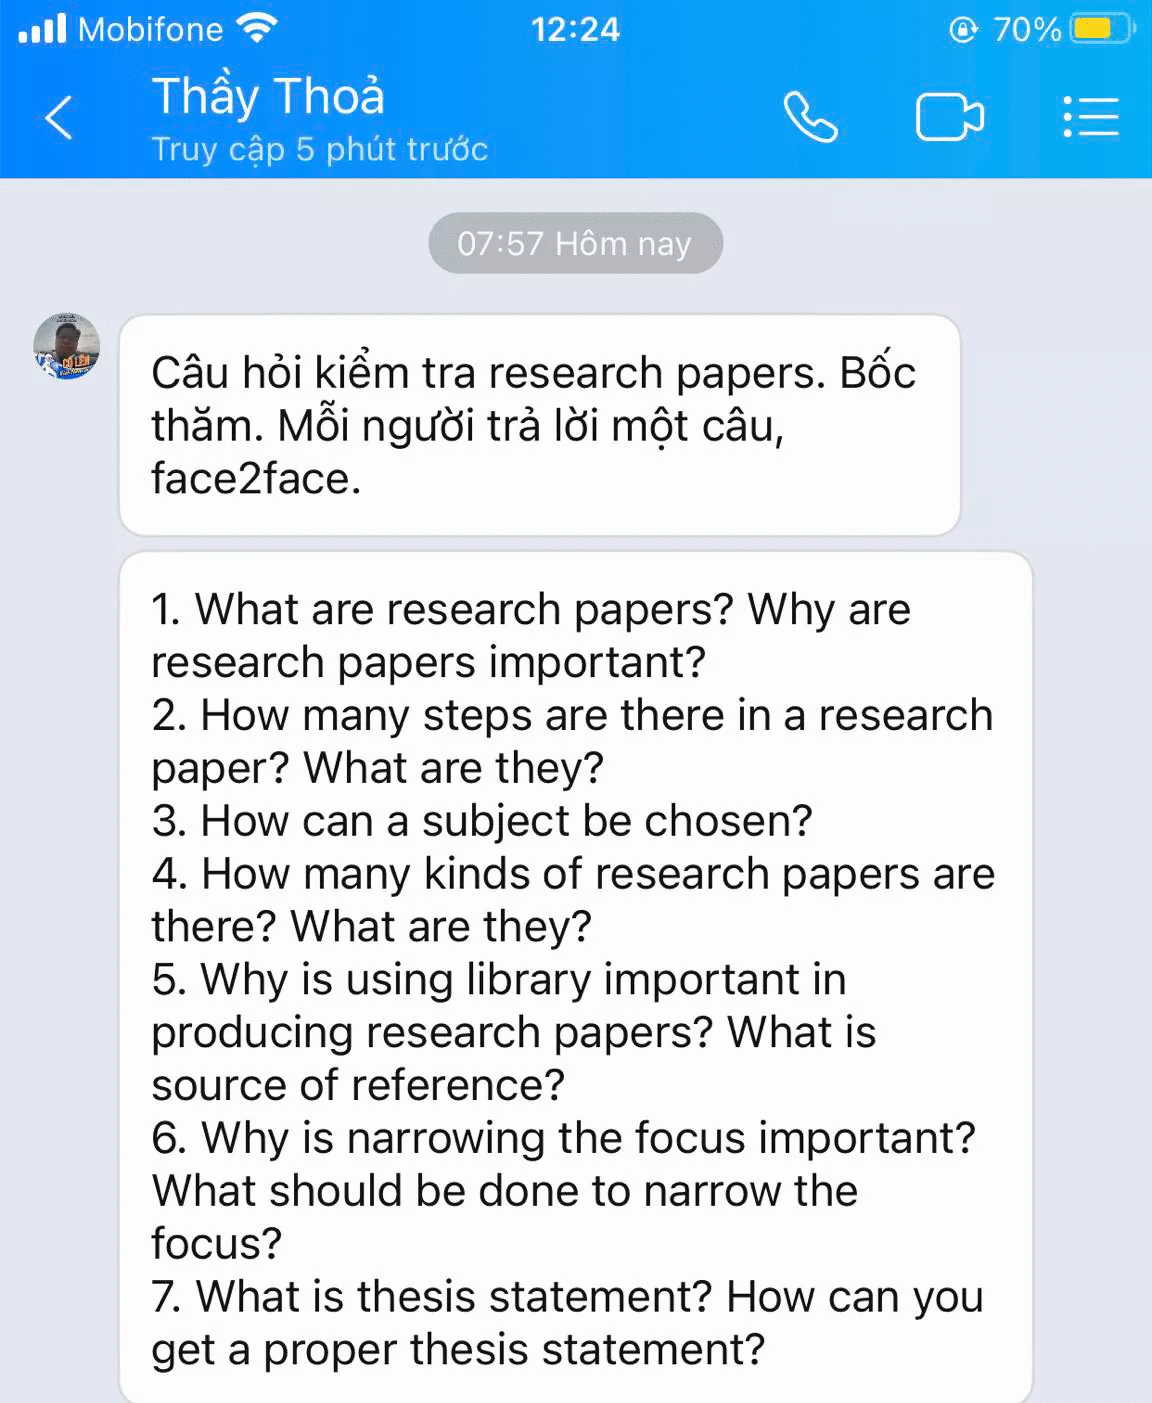 Mobifone
12:24
70%
Thầy Thoả
Truy cập 5 phút trước
07:57 Hôm nay
Câu hỏi kiểm tra research papers. Bốc
thăm. Mỗi người trả lời một câu,
face2face.
1. What are research papers? Why are
research papers important?
2. How many steps are there in a research
paper? What are they?
3. How can a subject be chosen?
4. How many kinds of research papers are
there? What are they?
5. Why is using library important in
producing research papers? What is
source of reference?
6. Why is narrowing the focus important?
What should be done to narrow the
focus?
7. What is thesis statement? How can you
get a proper thesis statement?